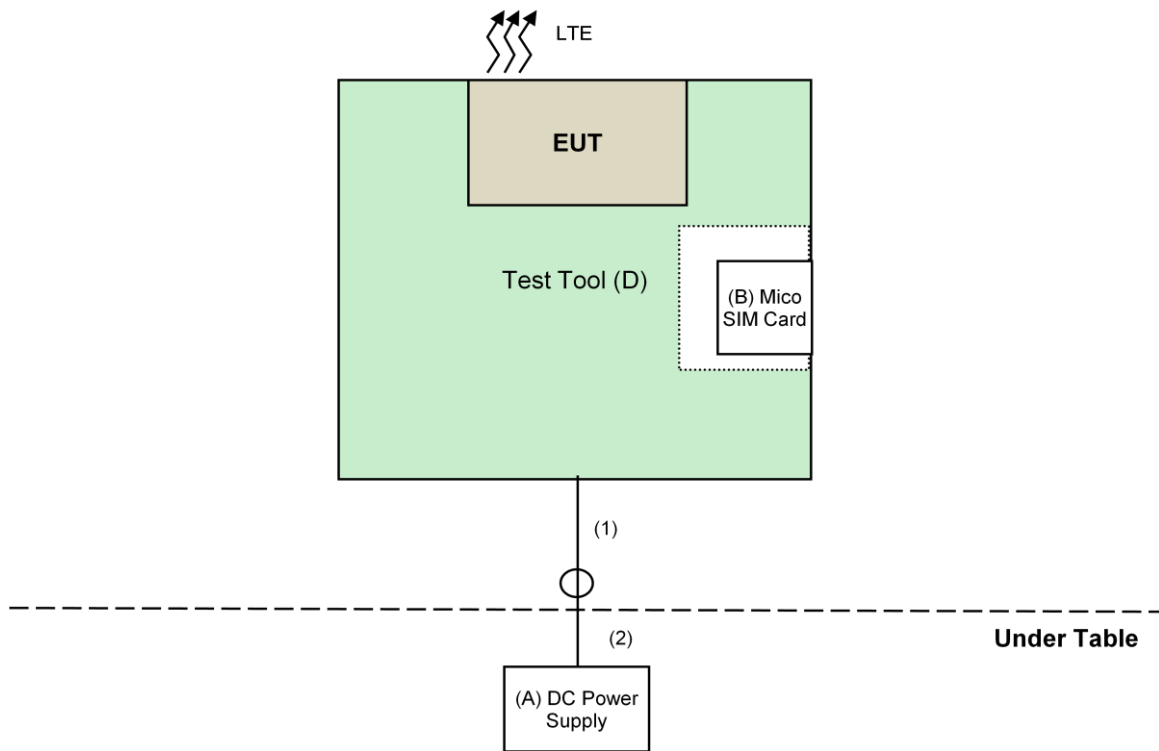 LTE
EUT
Test Tool (D)
(B) Mico
SIM Card
(1)
(2)
Under Table
(A) DC Power
Supply